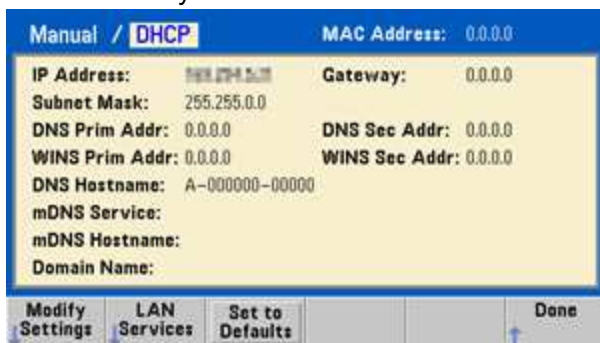 Manual / DHCP MAC Address: 0.0.0.0
IP Address: Gateway: 0.0.0.0
Subnet Mask: 255.255.0.0
DNS Prim Addr: 0.0.0.0 DNS Sec Addr: 0.0.0.0
WINS Prim Addr: 0.0.0.0 WINS Sec Addr: 0.0.0.0
DNS Hostname: A-000000-00000
mDNS Service:
mDNS Hostname:
Domain Name:
Modify Settings LAN Services Set to Defaults Done